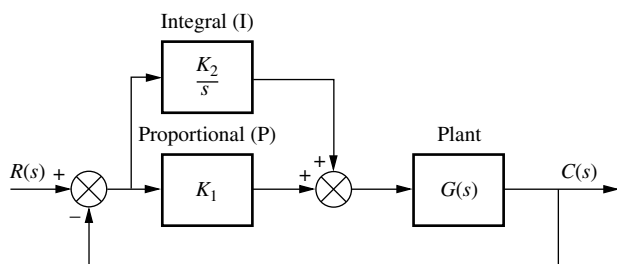 Integral (I)
K2
s
Proportional (P)
Plant
R(s) +
+
+
K1
G(s)
C(s)
−